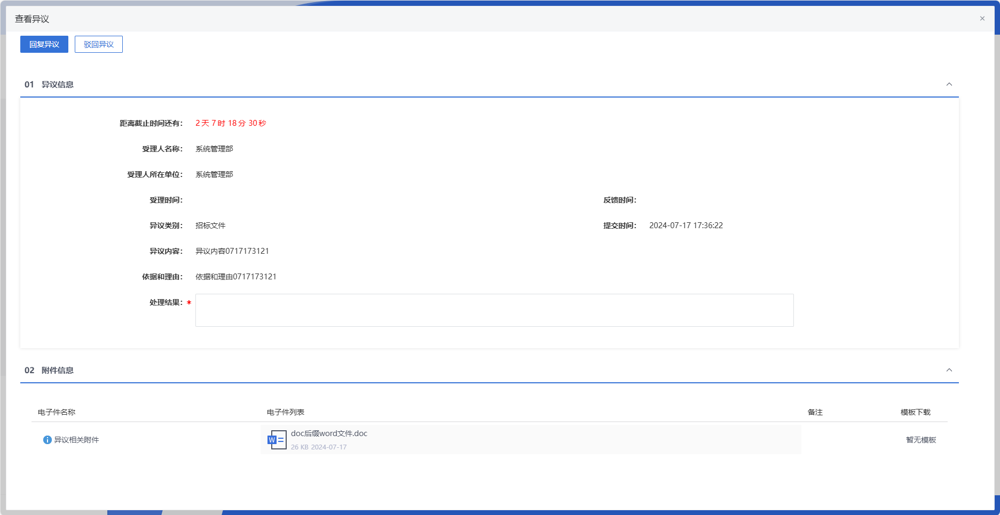 查看异议
回复异议 驳回异议
01 异议信息
距离截止时间还有： 2 天 7 时 18 分 30 秒
受理人名称： 系统管理部
受理人所在单位： 系统管理部
受理时间： 反馈时间：
异议类别： 招标文件 提交时间： 2024-07-17 17:36:22
异议内容： 异议内容0717173121
依据和理由： 依据和理由0717173121
处理结果：*
02 附件信息
电子件名称 电子件列表 备注 模板下载
异议相关附件 doc后缀word文件.doc 暂无模板
26 KB 2024-07-17